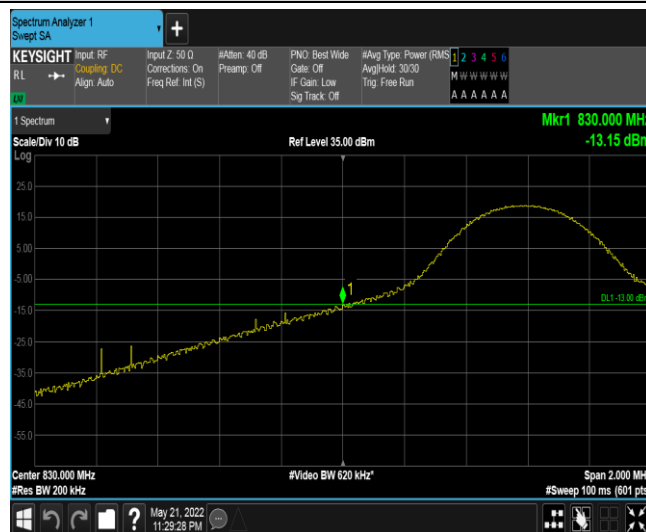 Spectrum Analyzer 1
Swept SA
+
KEYSIGHT Input: RF Input Z: 50 Ω #Atten: 40 dB PNO: Best Wide #Avg Type: Power (RMS 1 2 3 4 5 6
RL Coupling: DC Corrections: On Preamp: Off Gate: Off Avg|Hold: 30/30 M W W W W W
Align: Auto Freq Ref: Int (S) IF Gain: Low Trig: Free Run
Sig Track: Off A A A A A A
1 Spectrum Mkr1 830.000 MHz
Scale/Div 10 dB Ref Level 35.00 dBm -13.15 dBm
Log
25.0
15.0
5.00
-5.00
1
DL1 -13.00 dBm
-15.0
-25.0
-35.0
-45.0
-55.0
Center 830.000 MHz #Video BW 620 kHz* Span 2.000 MH
#Res BW 200 kHz #Sweep 100 ms (601 pts
? May 21, 2022
11:29:28 PM